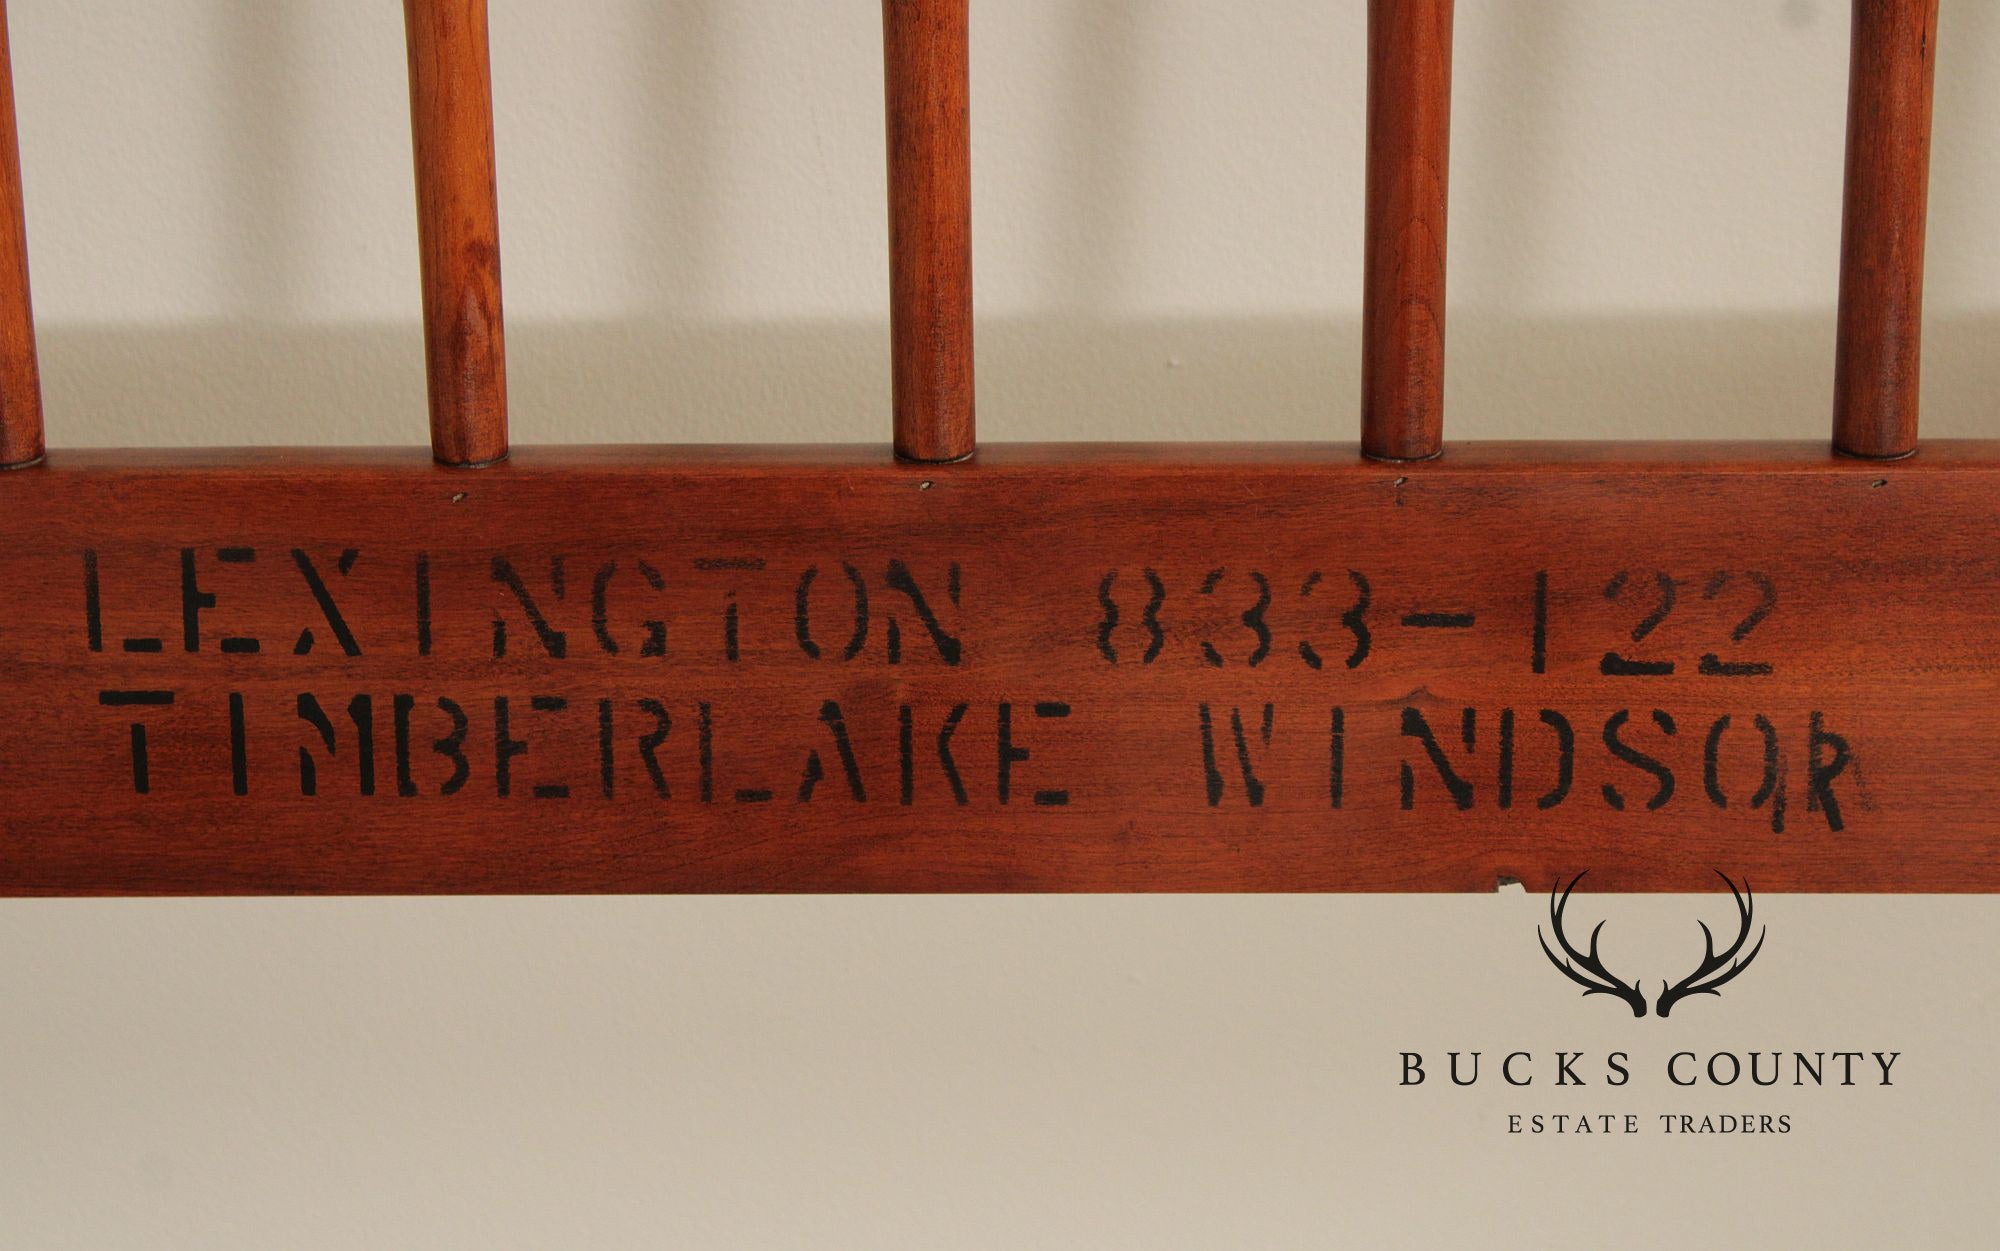 LEXINGTON 833-122
TIMBERLAKE WINDSOR
BUCKS COUNTY
ESTATE TRADERS